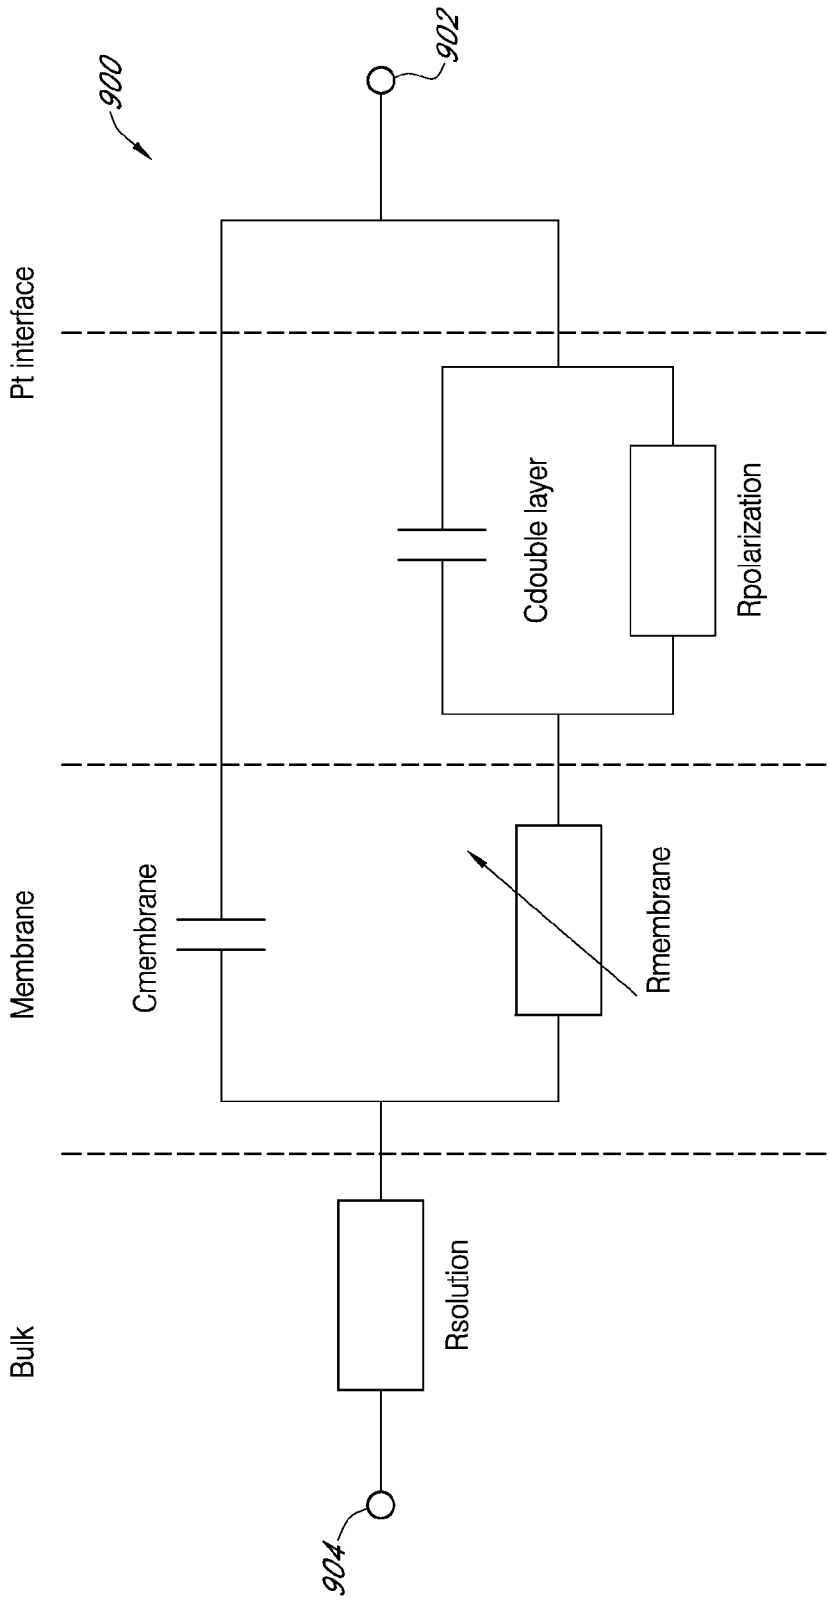 900
Bulk
Membrane
Pt interface
Cmembrane
904
902
Rsolution
Cdouble layer
Rmembrane
Rpolarization